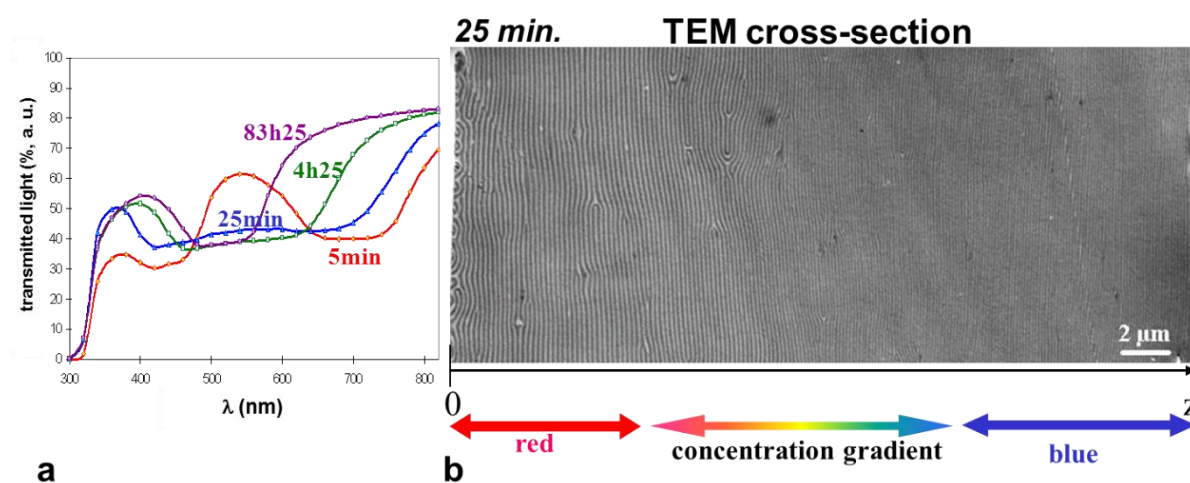 25 min. TEM cross-section
transmitted light (%, a. u.)
100
90
80
70
60
50
40
30
20
10
0
83h25
4h25
25min
5min
300 400 500 600 700 800
λ (nm)
2 µm
0 z
red concentration gradient blue
a b